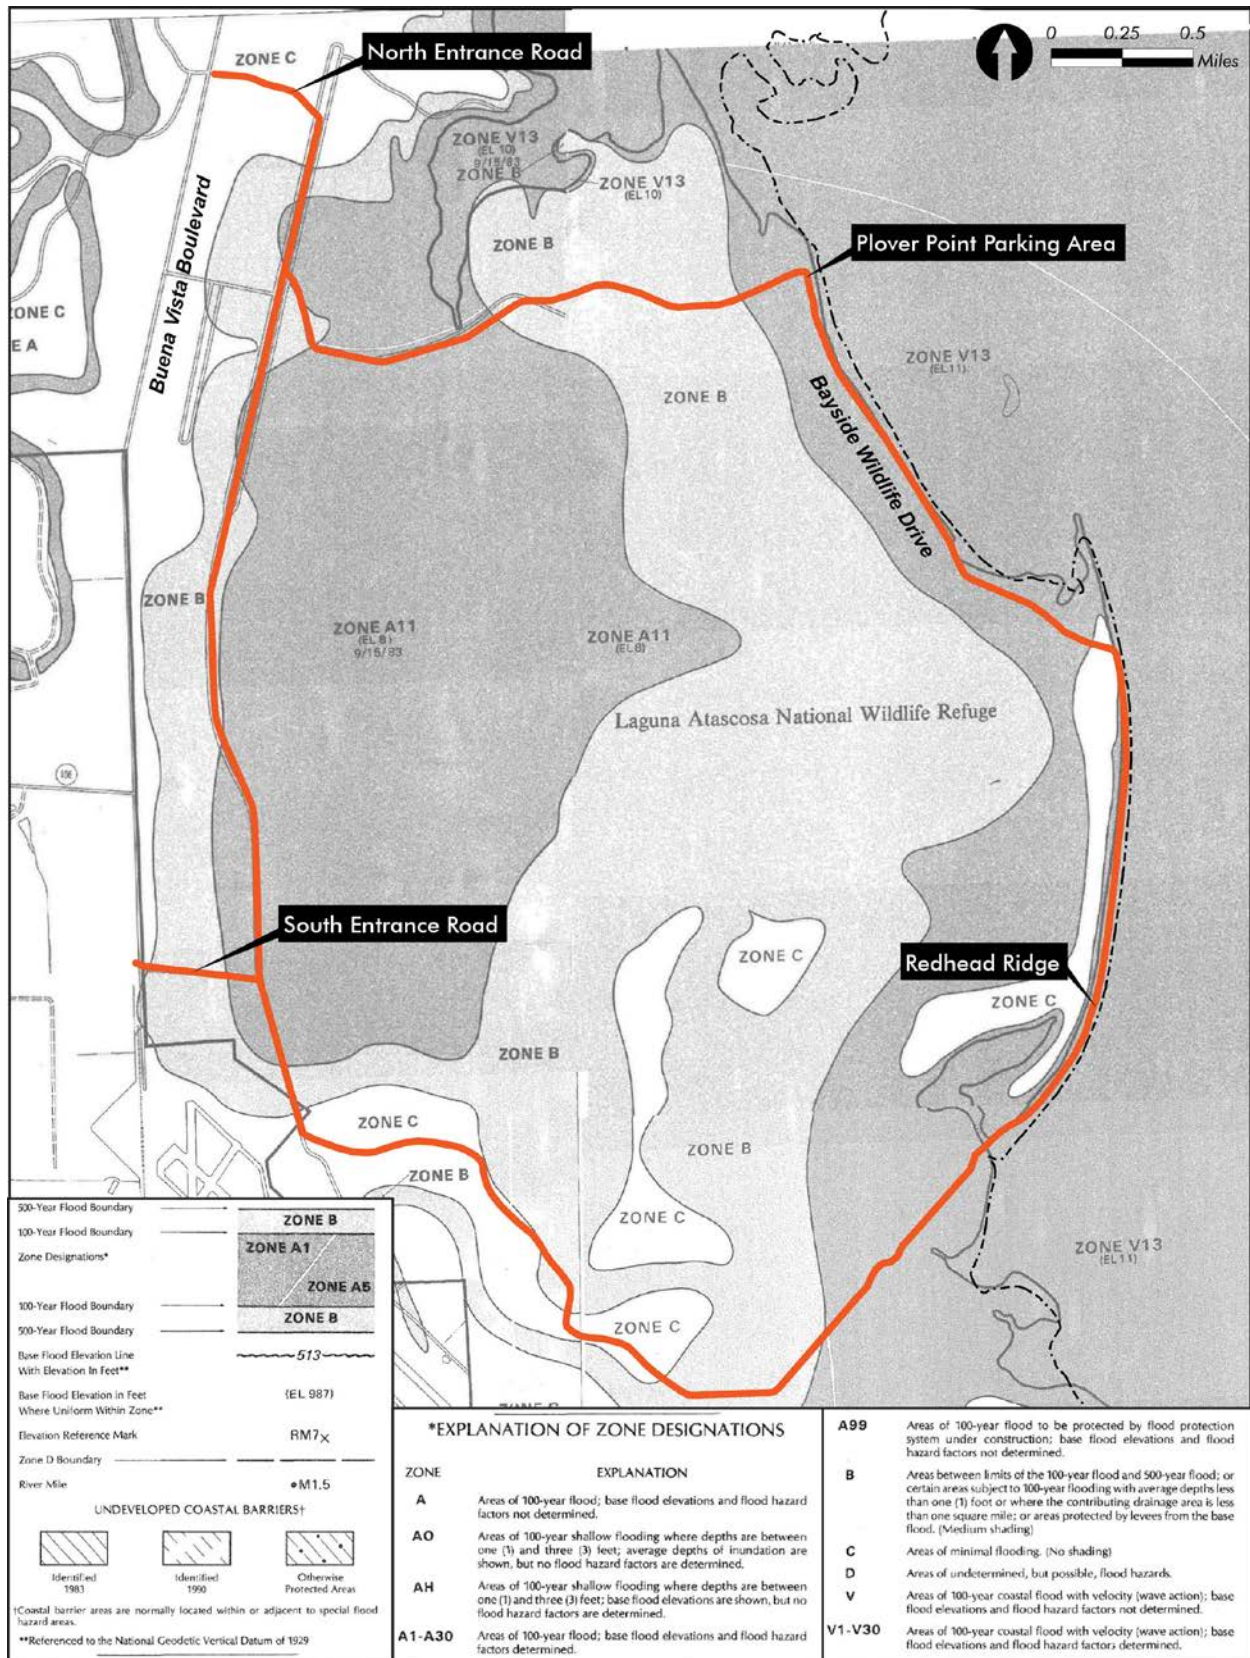 ZONE C
North Entrance Road
0 0.25 0.5
Miles
ZONE V13
(EL 10)
9/15/83
ZONE B
ZONE V13
(EL 10)
ZONE B
Buena Vista Boulevard
Plover Point Parking Area
ZONE C
E A
ZONE V13
(EL 11)
ZONE B
Bayside Wildlife Drive
ZONE B
ZONE A11
(EL 8)
9/15/83
ZONE A11
(EL 8)
Laguna Atascosa National Wildlife Refuge
106
South Entrance Road
ZONE C
Redhead Ridge
ZONE C
ZONE B
ZONE C
ZONE B
ZONE B
ZONE C
ZONE V13
(EL 11)
ZONE C
500-Year Flood Boundary
ZONE B
100-Year Flood Boundary
ZONE A1
Zone Designations*
ZONE A5
100-Year Flood Boundary
ZONE B
500-Year Flood Boundary
Base Flood Elevation Line
With Elevation In Feet**
513
Base Flood Elevation in Feet
Where Uniform Within Zone**
(EL 987)
Elevation Reference Mark
RM7X
Zone D Boundary
River Mile
•M1.5
UNDEVELOPED COASTAL BARRIERS†
Identified
1983
Identified
1990
Otherwise
Protected Areas
†Coastal barrier areas are normally located within or adjacent to special flood
hazard areas.
**Referenced to the National Geodetic Vertical Datum of 1929
*EXPLANATION OF ZONE DESIGNATIONS
ZONE EXPLANATION
A Areas of 100-year flood; base flood elevations and flood hazard
factors not determined.
AO Areas of 100-year shallow flooding where depths are between
one (1) and three (3) feet; average depths of inundation are
shown, but no flood hazard factors are determined.
AH Areas of 100-year shallow flooding where depths are between
one (1) and three (3) feet; base flood elevations are shown, but no
flood hazard factors are determined.
A1-A30 Areas of 100-year flood; base flood elevations and flood hazard
factors determined.
A99 Areas of 100-year flood to be protected by flood protection
system under construction; base flood elevations and flood
hazard factors not determined.
B Areas between limits of the 100-year flood and 500-year flood; or
certain areas subject to 100-year flooding with average depths less
than one (1) foot or where the contributing drainage area is less
than one square mile; or areas protected by levees from the base
flood. (Medium shading)
C Areas of minimal flooding. (No shading)
D Areas of undetermined, but possible, flood hazards.
V Areas of 100-year coastal flood with velocity (wave action); base
flood elevations and flood hazard factors not determined.
V1-V30 Areas of 100-year coastal flood with velocity (wave action); base
flood elevations and flood hazard factors determined.